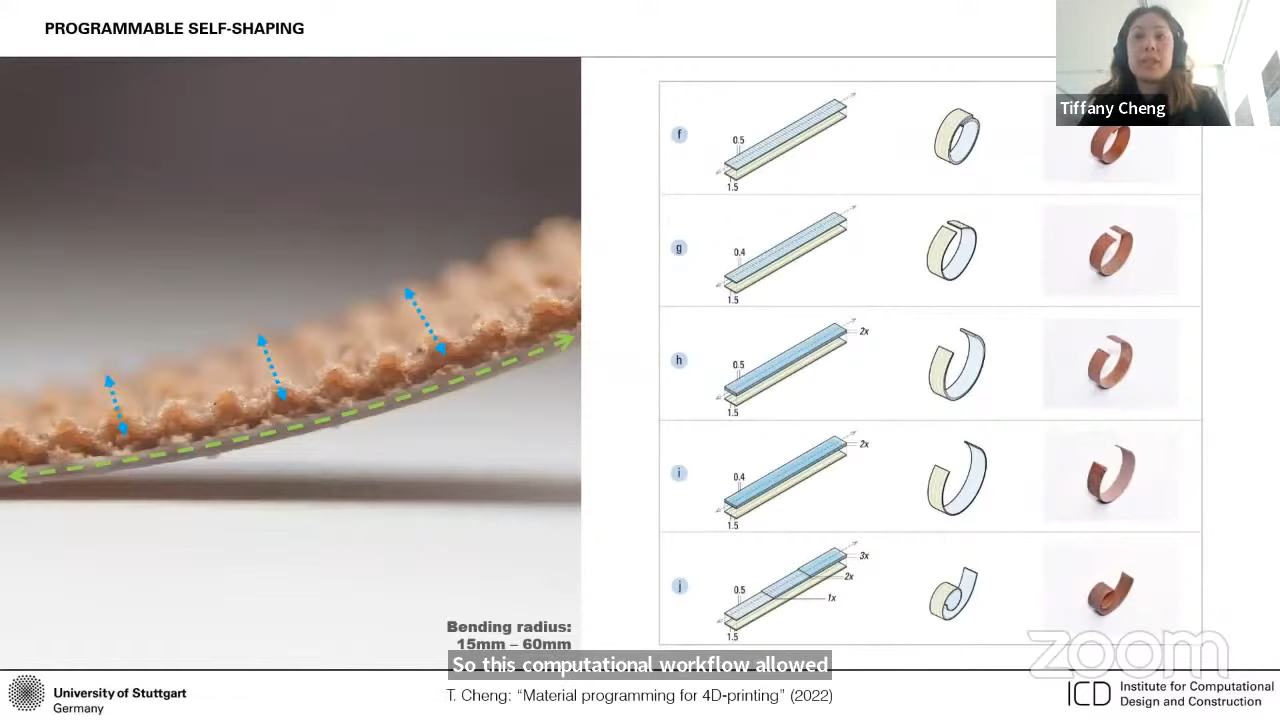 PROGRAMMABLE SELF-SHAPING
Tiffany Cheng
f
0.5
1.5
g
0.4
1.5
h
2x
0.5
1.5
i
2x
0.4
1.5
j
3x
2x
1x
0.5
1.5
Bending radius:
15mm – 60mm
So this computational workflow allowed
zoom
University of Stuttgart
Germany
T. Cheng: “Material programming for 4D-printing” (2022)
ICD
Institute for Computational
Design and Construction